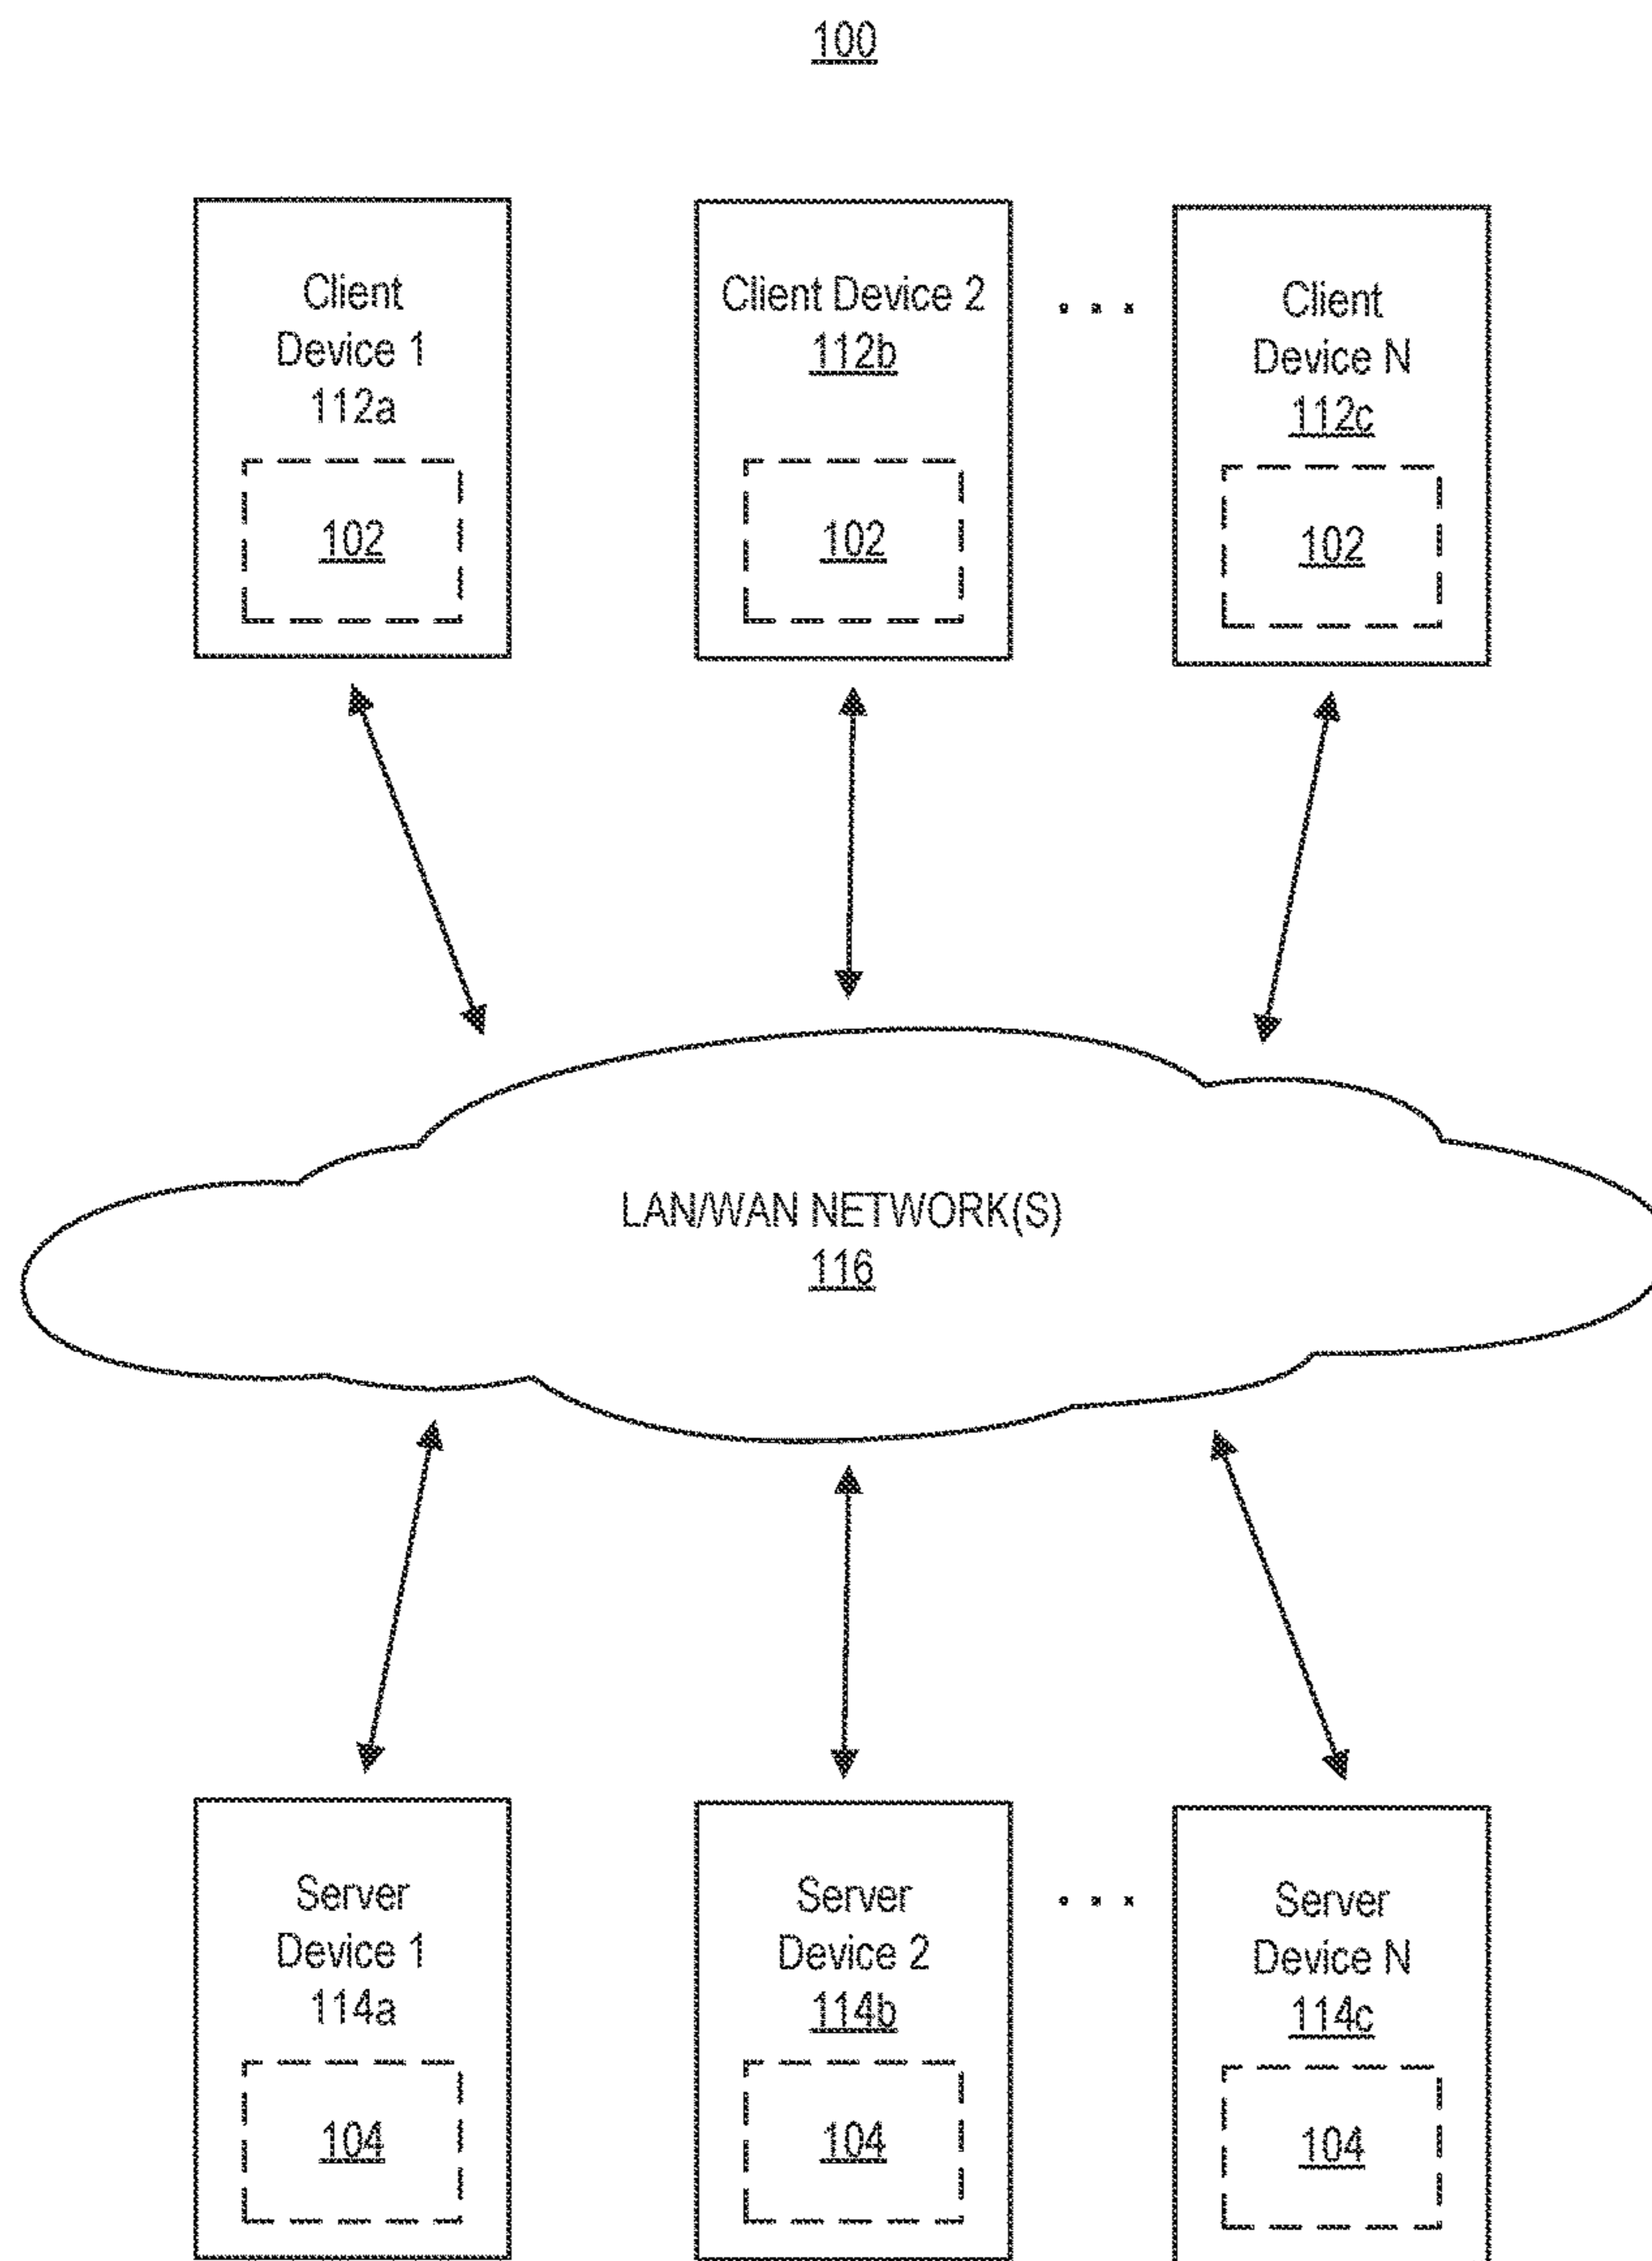 100
Client
Device 1
112a
102
Client Device 2
112b
102
. . .
Client
Device N
112c
102
LAN/WAN NETWORK(S)
116
Server
Device 1
114a
104
Server
Device 2
114b
104
. . .
Server
Device N
114c
104